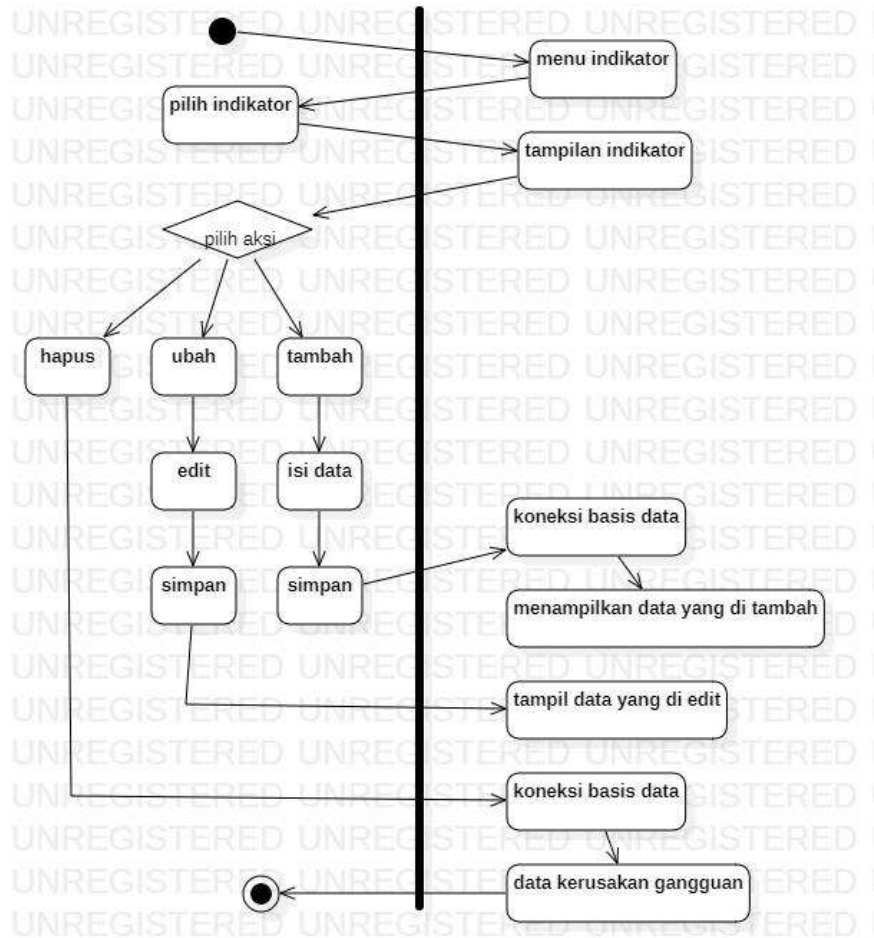 menu indikator
pilih indikator
tampilan indikator
pilih aksi
hapus
ubah
tambah
edit
isi data
koneksi basis data
simpan
simpan
menampilkan data yang di tambah
tampil data yang di edit
koneksi basis data
data kerusakan gangguan
UNREGISTERED